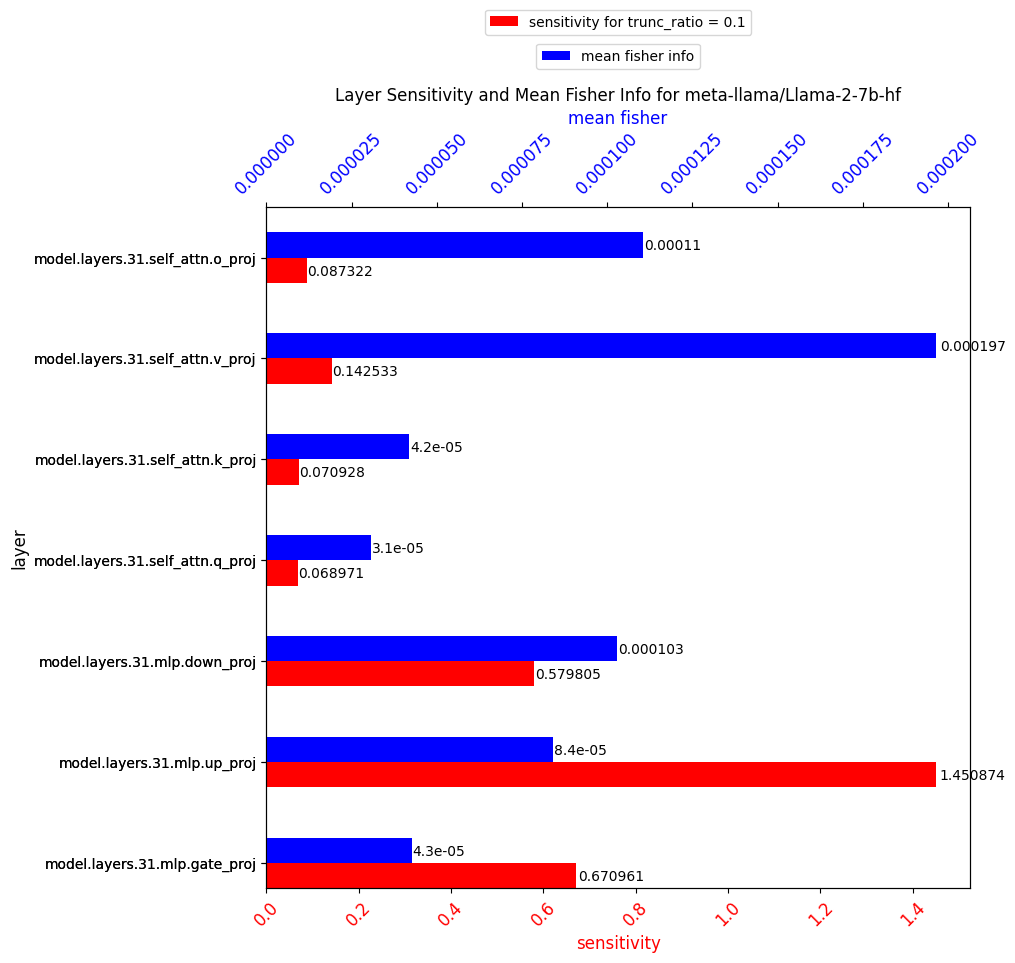 sensitivity for trunc_ratio = 0.1
mean fisher info
Layer Sensitivity and Mean Fisher Info for meta-llama/Llama-2-7b-hf
mean fisher
0.000000 0.000025 0.000050 0.000075 0.000100 0.000125 0.000150 0.000175 0.000200
layer
model.layers.31.self_attn.o_proj
0.00011
0.087322
model.layers.31.self_attn.v_proj
0.000197
0.142533
model.layers.31.self_attn.k_proj
4.2e-05
0.070928
model.layers.31.self_attn.q_proj
3.1e-05
0.068971
model.layers.31.mlp.down_proj
0.000103
0.579805
model.layers.31.mlp.up_proj
8.4e-05
1.450874
model.layers.31.mlp.gate_proj
4.3e-05
0.670961
0.0 0.2 0.4 0.6 0.8 1.0 1.2 1.4
sensitivity